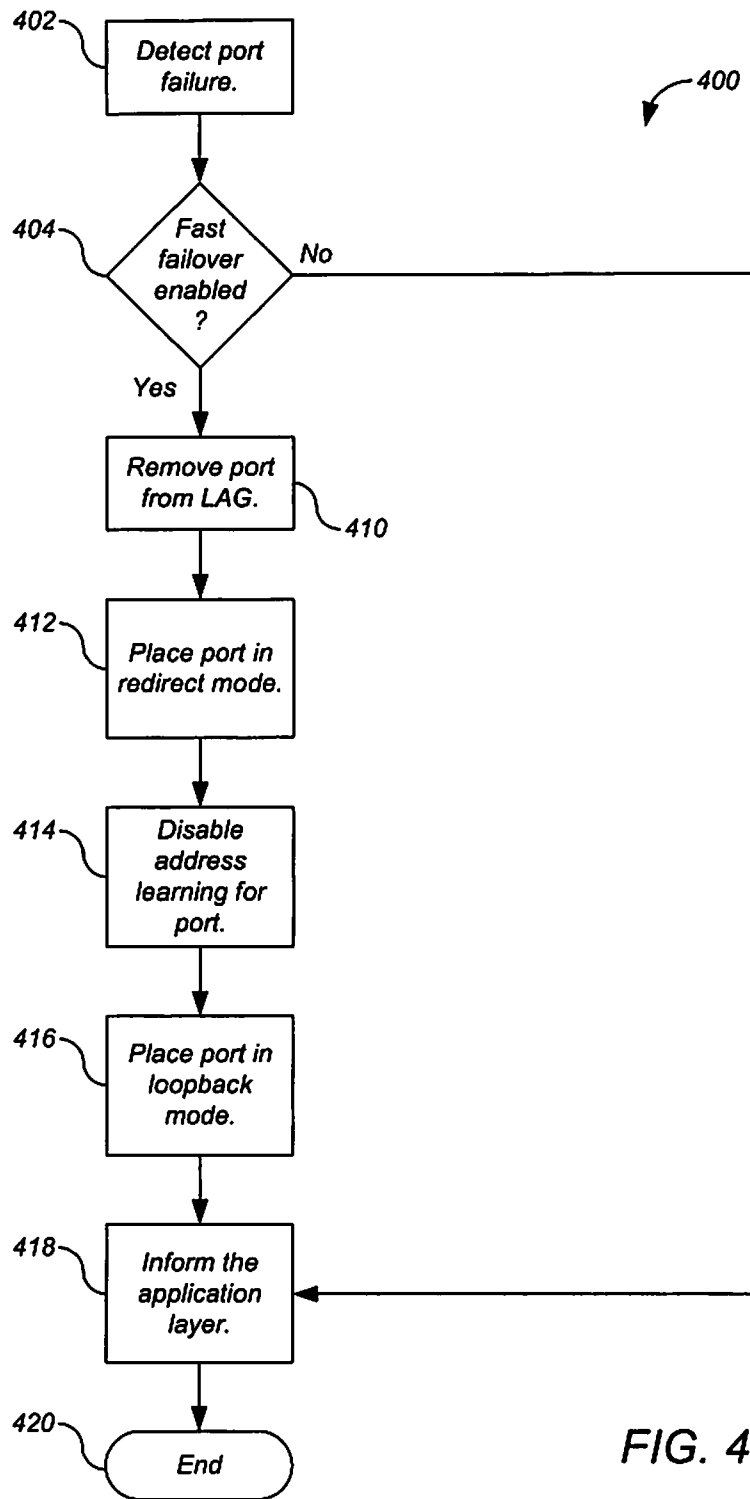 402
Detect port
failure.
400
404
Fast
failover
enabled
?
No
Yes
Remove port
from LAG.
410
412
Place port in
redirect mode.
414
Disable
address
learning for
port.
416
Place port in
loopback
mode.
418
Inform the
application
layer.
420
End
FIG. 4